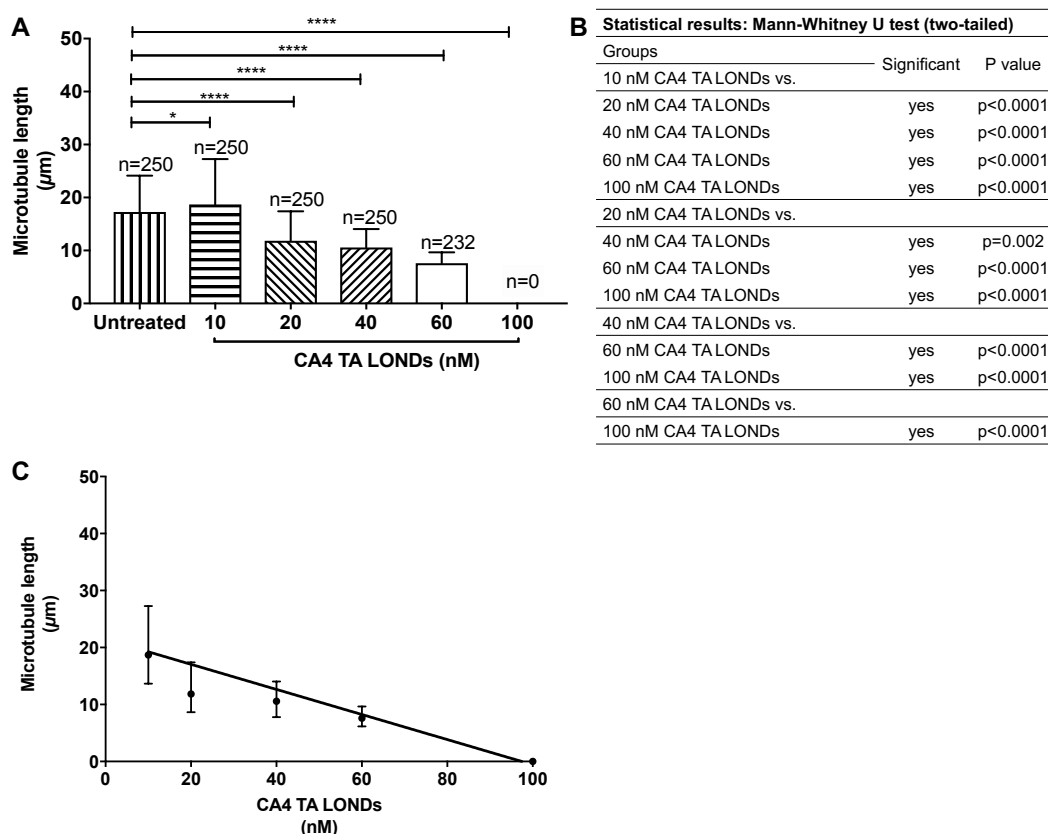 A
****
****
****
****
*
50
40
30
20
10
0
Microtubule length
(µm)
n=250
n=250
n=250
n=250
n=232
n=0
Untreated 10 20 40 60 100
CA4 TA LONDs (nM)
B
Statistical results: Mann-Whitney U test (two-tailed)
Groups Significant P value
10 nM CA4 TA LONDs vs.
20 nM CA4 TA LONDs yes p<0.0001
40 nM CA4 TA LONDs yes p<0.0001
60 nM CA4 TA LONDs yes p<0.0001
100 nM CA4 TA LONDs yes p<0.0001
20 nM CA4 TA LONDs vs.
40 nM CA4 TA LONDs yes p=0.002
60 nM CA4 TA LONDs yes p<0.0001
100 nM CA4 TA LONDs yes p<0.0001
40 nM CA4 TA LONDs vs.
60 nM CA4 TA LONDs yes p<0.0001
100 nM CA4 TA LONDs yes p<0.0001
60 nM CA4 TA LONDs vs.
100 nM CA4 TA LONDs yes p<0.0001
C
50
40
30
20
10
0
Microtubule length
(µm)
0 20 40 60 80 100
CA4 TA LONDs
(nM)